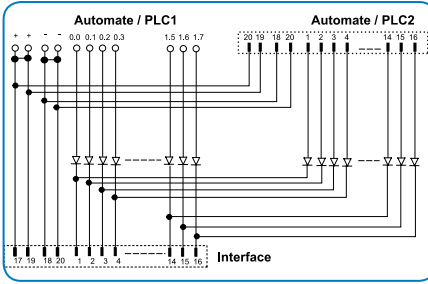 Automate / PLC1 Automate / PLC2
+ + - - 0.0 0.1 0.2 0.3 1.5 1.6 1.7
20 19 18 20 1 2 3 4 14 15 16
Interface
17 19 18 20 1 2 3 4 14 15 16